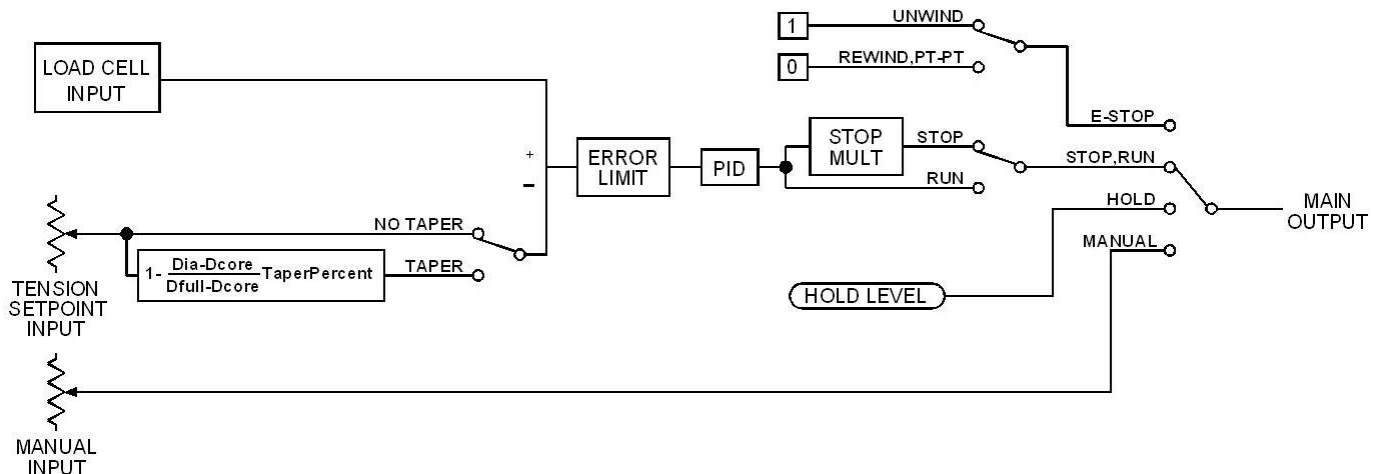 1
UNWIND
LOAD CELL
INPUT
0
REWIND,PT-PT
E-STOP
+
−
ERROR
LIMIT
PID
STOP
MULT
STOP
RUN
STOP,RUN
HOLD
MAIN
OUTPUT
MANUAL
NO TAPER
1- Dia-Dcore
Dfull-Dcore
TaperPercent
TAPER
TENSION
SETPOINT
INPUT
HOLD LEVEL
MANUAL
INPUT